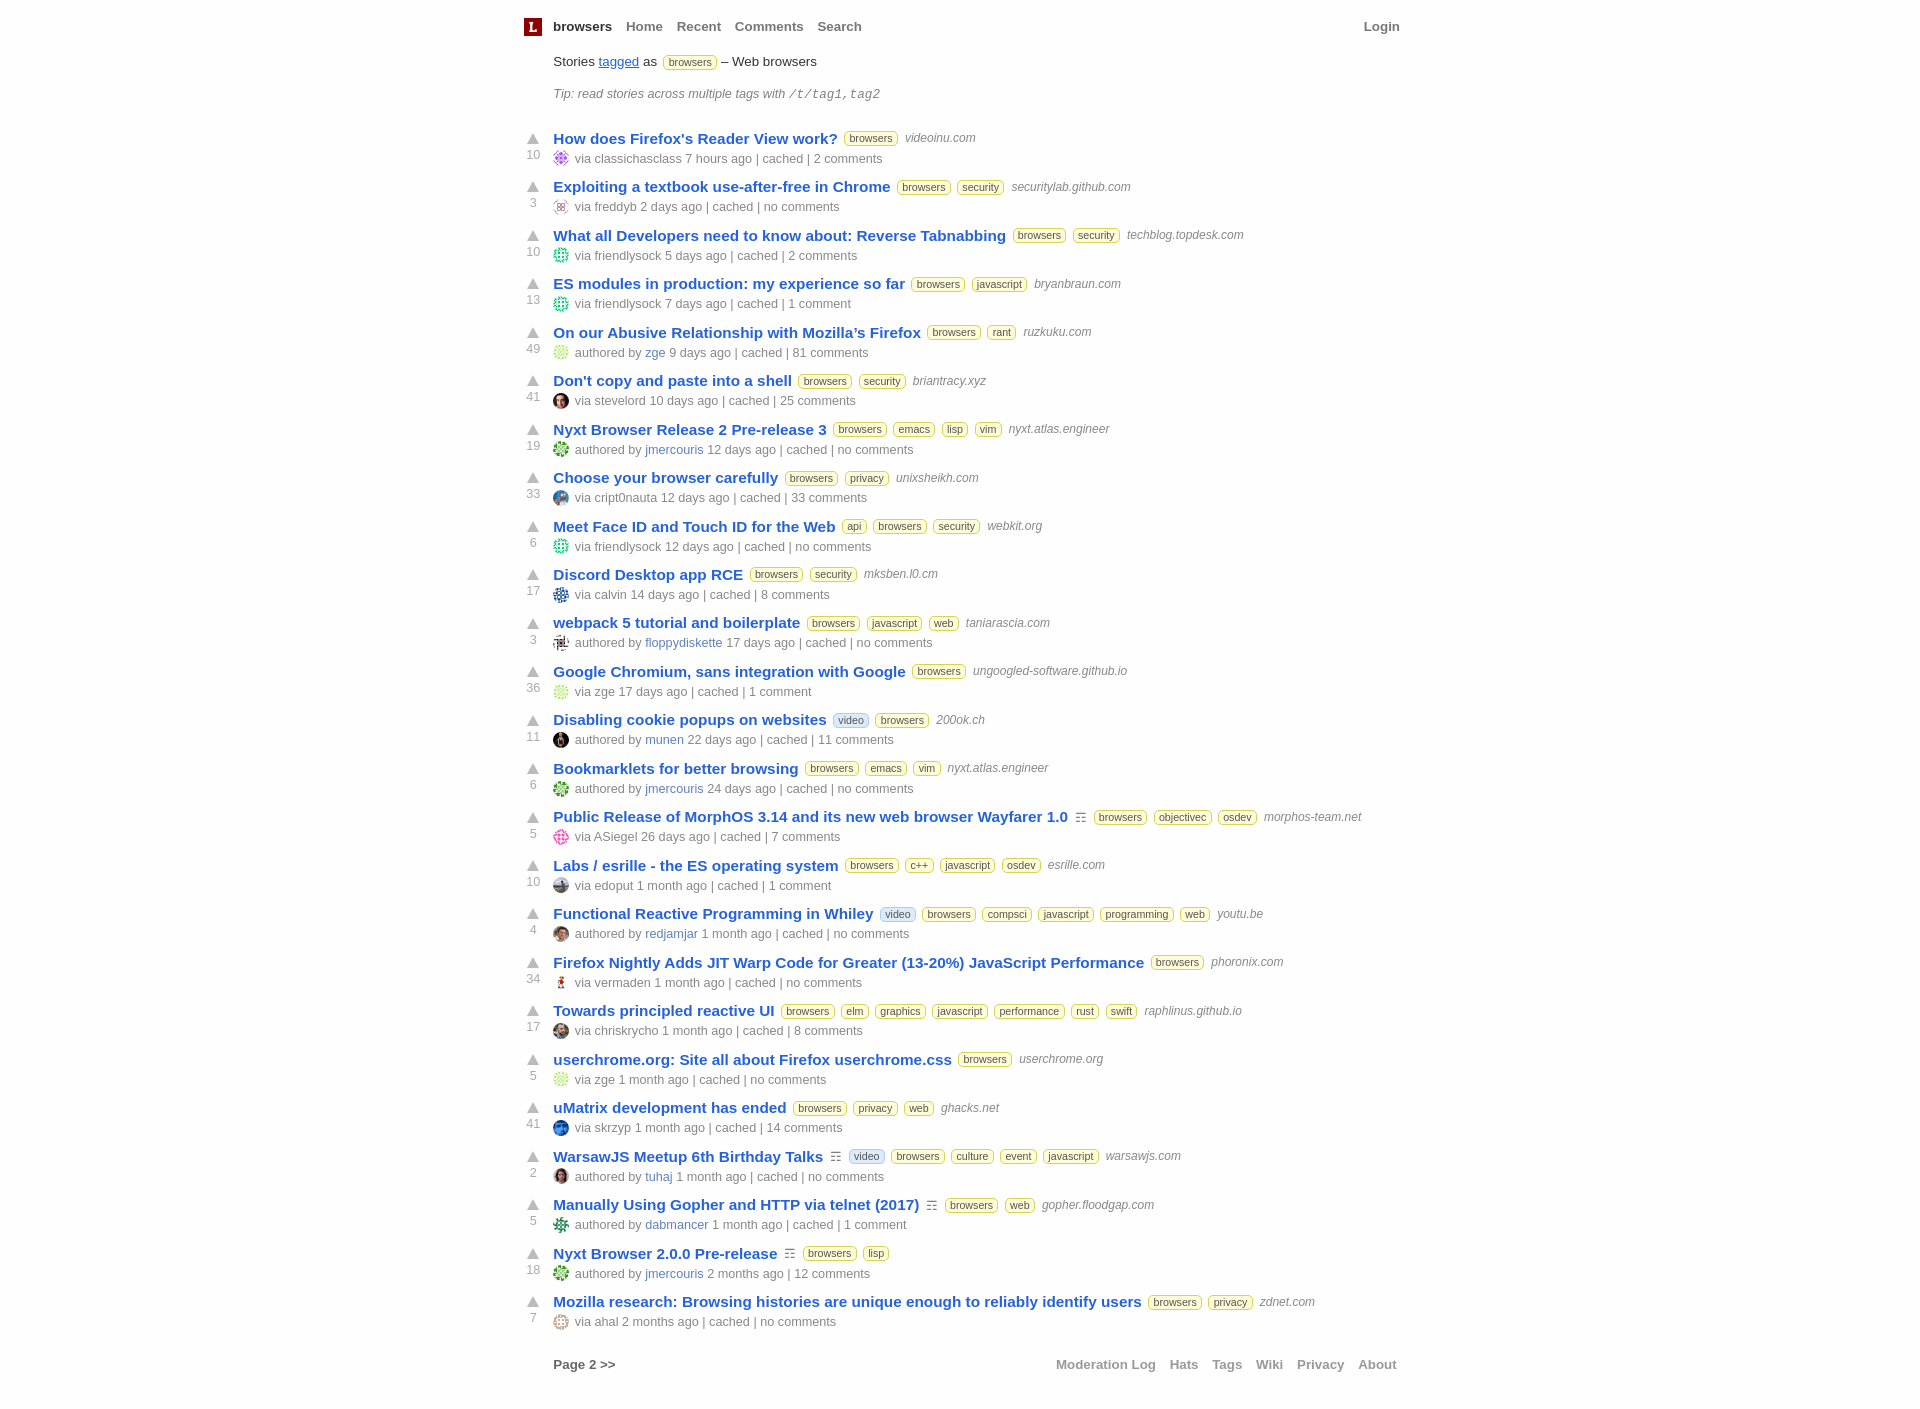 L browsers Home Recent Comments Search Login
Stories tagged as browsers – Web browsers
Tip: read stories across multiple tags with /t/tag1,tag2
How does Firefox's Reader View work? browsers videoinu.com
10 via classichasclass 7 hours ago | cached | 2 comments
Exploiting a textbook use-after-free in Chrome browsers security securitylab.github.com
3 via freddyb 2 days ago | cached | no comments
What all Developers need to know about: Reverse Tabnabbing browsers security techblog.topdesk.com
10 via friendlysock 5 days ago | cached | 2 comments
ES modules in production: my experience so far browsers javascript bryanbraun.com
13 via friendlysock 7 days ago | cached | 1 comment
On our Abusive Relationship with Mozilla’s Firefox browsers rant ruzkuku.com
49 authored by zge 9 days ago | cached | 81 comments
Don't copy and paste into a shell browsers security briantracy.xyz
41 via stevelord 10 days ago | cached | 25 comments
Nyxt Browser Release 2 Pre-release 3 browsers emacs lisp vim nyxt.atlas.engineer
19 authored by jmercouris 12 days ago | cached | no comments
Choose your browser carefully browsers privacy unixsheikh.com
33 via cript0nauta 12 days ago | cached | 33 comments
Meet Face ID and Touch ID for the Web api browsers security webkit.org
6 via friendlysock 12 days ago | cached | no comments
Discord Desktop app RCE browsers security mksben.l0.cm
17 via calvin 14 days ago | cached | 8 comments
webpack 5 tutorial and boilerplate browsers javascript web taniarascia.com
3 authored by floppydiskette 17 days ago | cached | no comments
Google Chromium, sans integration with Google browsers ungoogled-software.github.io
36 via zge 17 days ago | cached | 1 comment
Disabling cookie popups on websites video browsers 200ok.ch
11 authored by munen 22 days ago | cached | 11 comments
Bookmarklets for better browsing browsers emacs vim nyxt.atlas.engineer
6 authored by jmercouris 24 days ago | cached | no comments
Public Release of MorphOS 3.14 and its new web browser Wayfarer 1.0 ☶ browsers objectivec osdev morphos-team.net
5 via ASiegel 26 days ago | cached | 7 comments
Labs / esrille - the ES operating system browsers c++ javascript osdev esrille.com
10 via edoput 1 month ago | cached | 1 comment
Functional Reactive Programming in Whiley video browsers compsci javascript programming web youtu.be
4 authored by redjamjar 1 month ago | cached | no comments
Firefox Nightly Adds JIT Warp Code for Greater (13-20%) JavaScript Performance browsers phoronix.com
34 via vermaden 1 month ago | cached | no comments
Towards principled reactive UI browsers elm graphics javascript performance rust swift raphlinus.github.io
17 via chriskrycho 1 month ago | cached | 8 comments
userchrome.org: Site all about Firefox userchrome.css browsers userchrome.org
5 via zge 1 month ago | cached | no comments
uMatrix development has ended browsers privacy web ghacks.net
41 via skrzyp 1 month ago | cached | 14 comments
WarsawJS Meetup 6th Birthday Talks ☶ video browsers culture event javascript warsawjs.com
2 authored by tuhaj 1 month ago | cached | no comments
Manually Using Gopher and HTTP via telnet (2017) ☶ browsers web gopher.floodgap.com
5 authored by dabmancer 1 month ago | cached | 1 comment
Nyxt Browser 2.0.0 Pre-release ☶ browsers lisp
18 authored by jmercouris 2 months ago | cached | 12 comments
Mozilla research: Browsing histories are unique enough to reliably identify users browsers privacy zdnet.com
7 via ahal 2 months ago | cached | no comments
Page 2 >> Moderation Log Hats Tags Wiki Privacy About